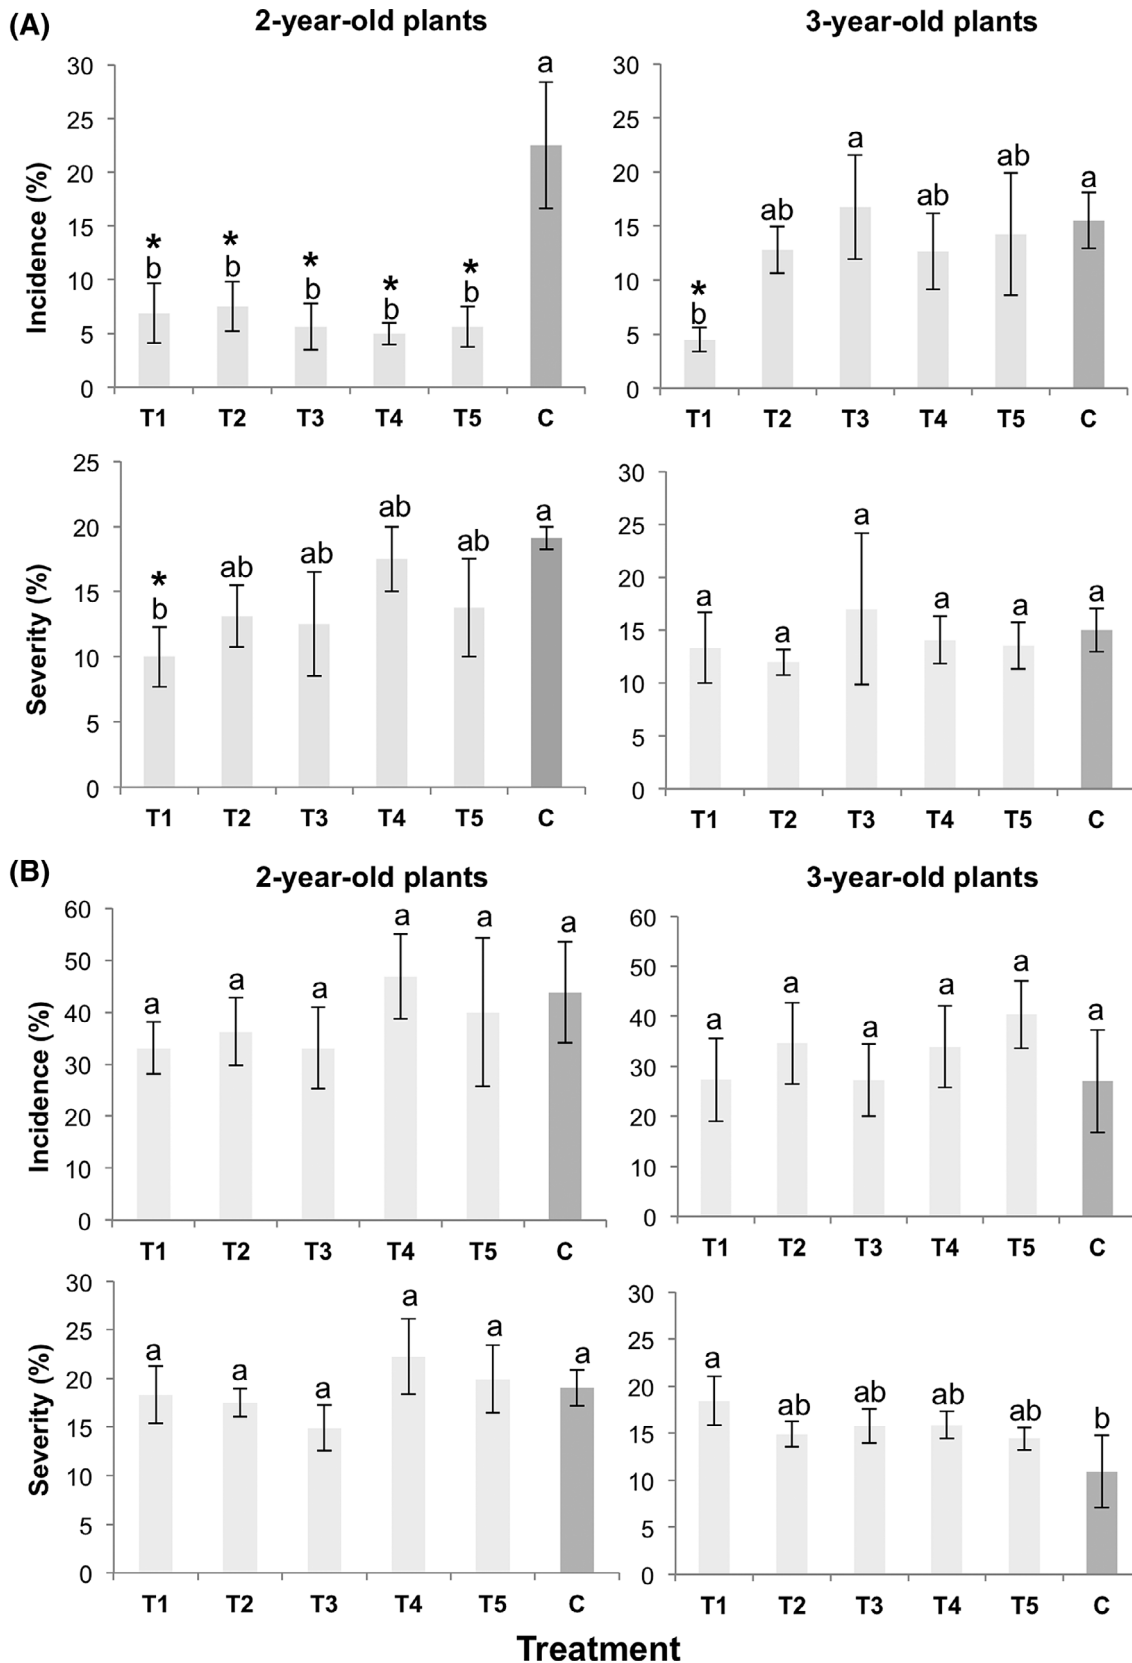 (A)
2-year-old plants
3-year-old plants
Incidence (%)
30
25
20
15
10
5
0
*
b
*
b
*
b
*
b
*
b
a
T1 T2 T3 T4 T5 C
30
25
20
15
10
5
0
*
b
ab
a
ab
ab
a
T1 T2 T3 T4 T5 C
Severity (%)
25
20
15
10
5
0
*
b
ab
ab
ab
ab
a
T1 T2 T3 T4 T5 C
30
25
20
15
10
5
0
a
a
a
a
a
a
T1 T2 T3 T4 T5 C
(B)
2-year-old plants
3-year-old plants
Incidence (%)
60
50
40
30
20
10
0
a
a
a
a
a
a
T1 T2 T3 T4 T5 C
60
50
40
30
20
10
0
a
a
a
a
a
a
T1 T2 T3 T4 T5 C
Severity (%)
30
25
20
15
10
5
0
a
a
a
a
a
a
T1 T2 T3 T4 T5 C
30
25
20
15
10
5
0
a
ab
ab
ab
ab
b
T1 T2 T3 T4 T5 C
Treatment